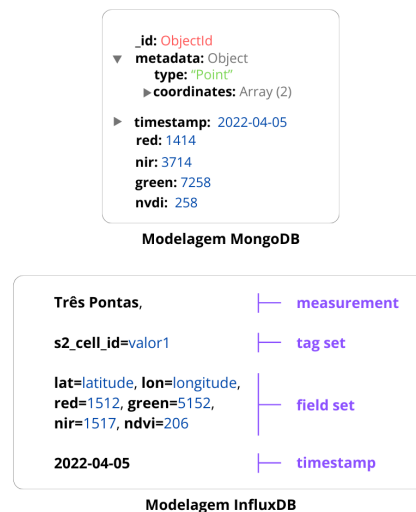 _id: ObjectId
metadata: Object
type: “Point”
coordinates: Array (2)
timestamp: 2022-04-05
red: 1414
nir: 3714
green: 7258
nvdi: 258
Modelagem MongoDB
Três Pontas, measurement
s2_cell_id=valor1 tag set
lat=latitude, lon=longitude,
red=1512, green=5152, field set
nir=1517, ndvi=206
2022-04-05 timestamp
Modelagem InfluxDB